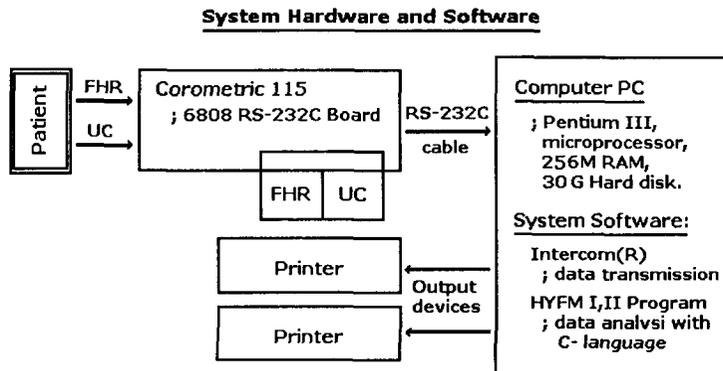 System Hardware and Software
Patient
FHR
UC
Corometric 115
; 6808 RS-232C Board
FHR
UC
RS-232C
cable
Computer PC
; Pentium III,
microprocessor,
256M RAM,
30 G Hard disk.
System Software:
Intercom(R)
; data transmission
HYFM I,II Program
; data analvsi with
C- language
Printer
Output
devices
Printer